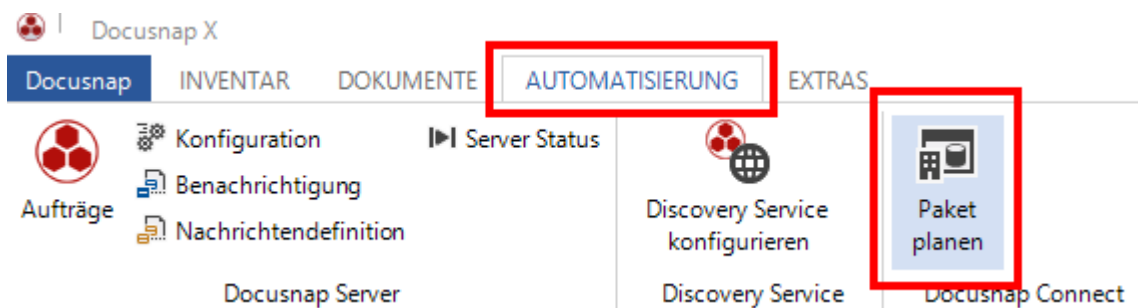 Docusnap X
Docusnap INVENTAR DOKUMENTE AUTOMATISIERUNG EXTRAS
Konfiguration Server Status
Benachrichtigung
Aufträge
Nachrichtendefinition
Discovery Service
konfigurieren
Paket
planen
Docusnap Server Discovery Service Docusnap Connect